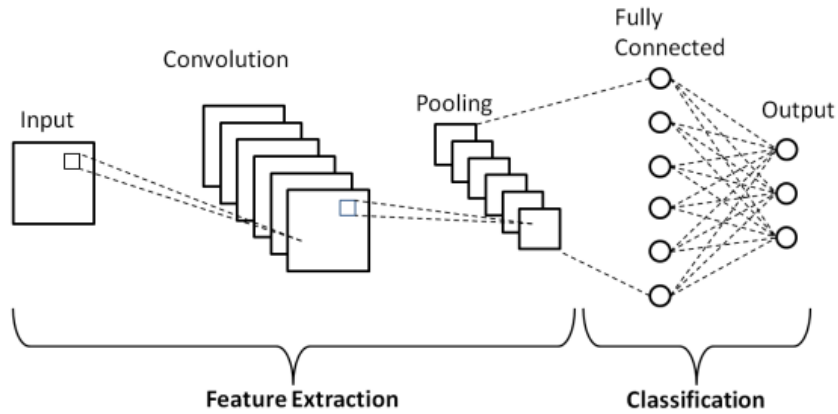 Input
Convolution
Pooling
Fully
Connected
Output
Feature Extraction
Classification